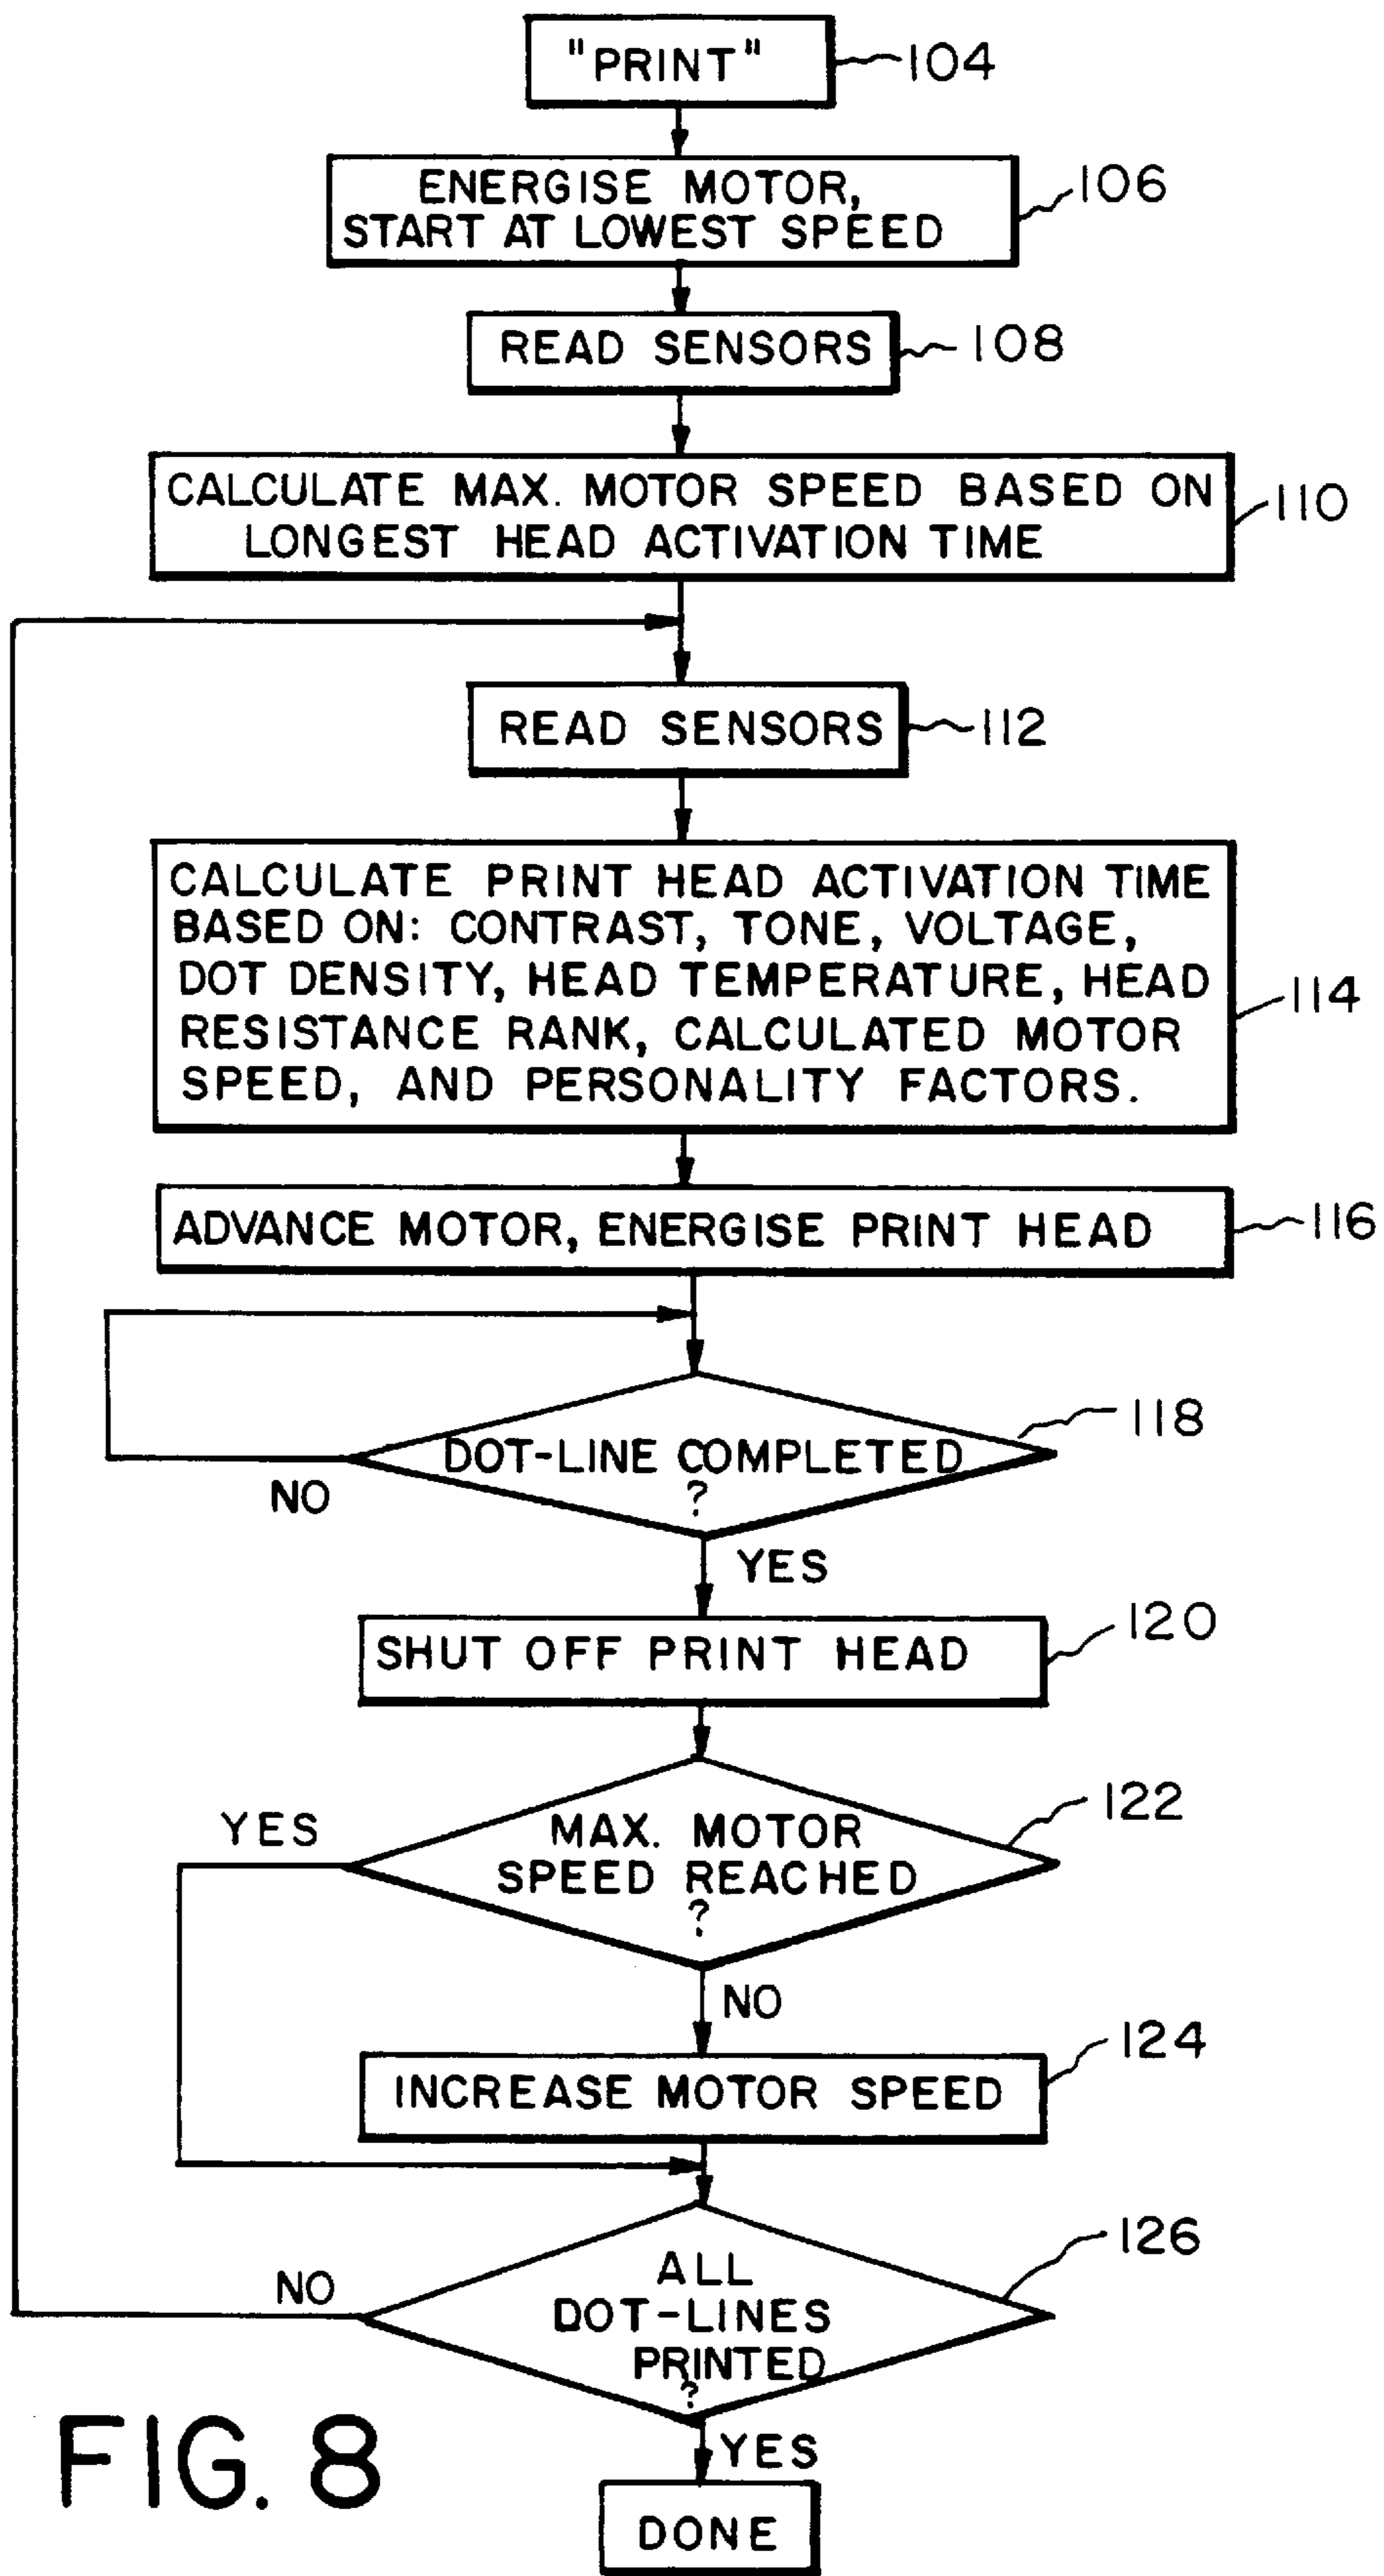 "PRINT"
104
ENERGISE MOTOR,
START AT LOWEST SPEED
106
READ SENSORS
108
CALCULATE MAX. MOTOR SPEED BASED ON
LONGEST HEAD ACTIVATION TIME
110
READ SENSORS
112
CALCULATE PRINT HEAD ACTIVATION TIME
BASED ON: CONTRAST, TONE, VOLTAGE,
DOT DENSITY, HEAD TEMPERATURE, HEAD
RESISTANCE RANK, CALCULATED MOTOR
SPEED, AND PERSONALITY FACTORS.
114
ADVANCE MOTOR, ENERGISE PRINT HEAD
116
DOT-LINE COMPLETED
?
118
NO
YES
SHUT OFF PRINT HEAD
120
MAX. MOTOR
SPEED REACHED
?
122
YES
NO
INCREASE MOTOR SPEED
124
ALL
DOT-LINES
PRINTED
?
126
NO
YES
DONE
FIG. 8